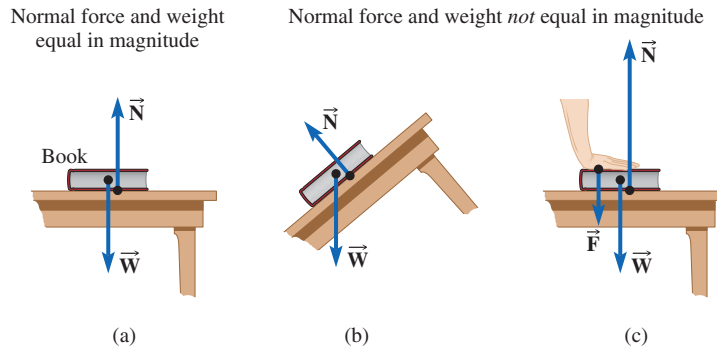 Normal force and weight
equal in magnitude
Normal force and weight not equal in magnitude
N
Book
W
(a)
N
W
(b)
N
F
W
(c)